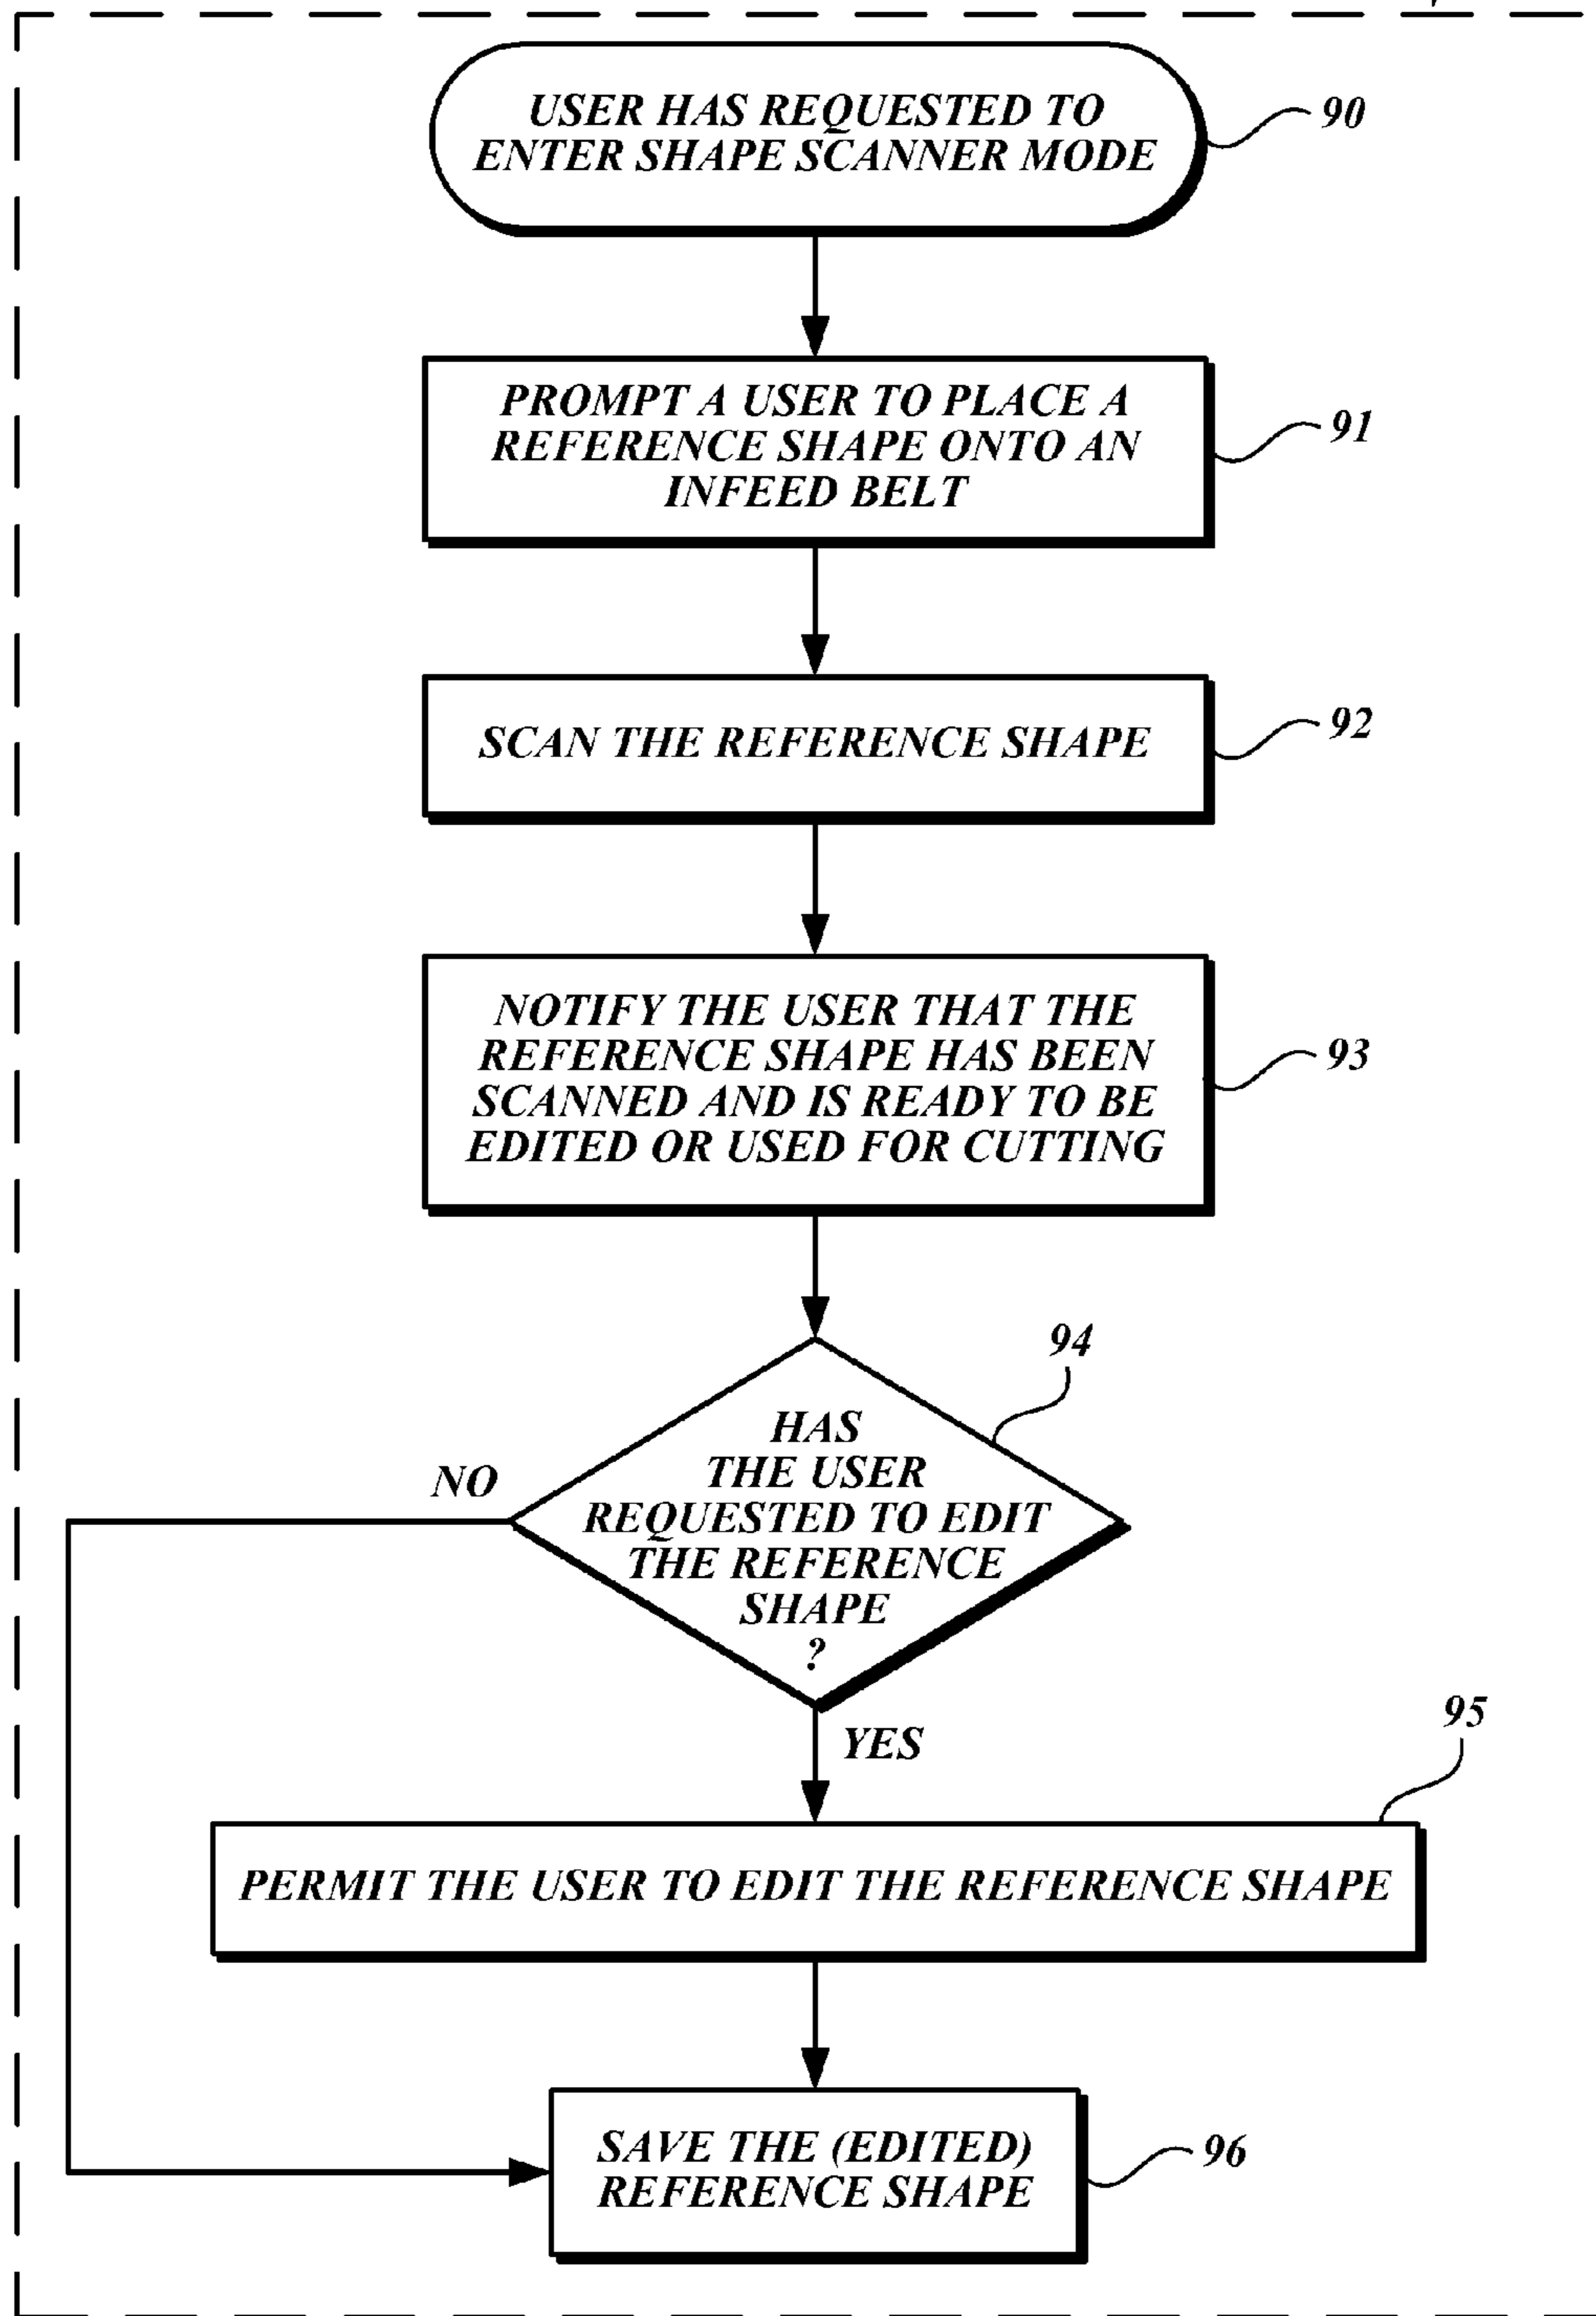 USER HAS REQUESTED TO
ENTER SHAPE SCANNER MODE
90
PROMPT A USER TO PLACE A
REFERENCE SHAPE ONTO AN
INFEED BELT
91
SCAN THE REFERENCE SHAPE
92
NOTIFY THE USER THAT THE
REFERENCE SHAPE HAS BEEN
SCANNED AND IS READY TO BE
EDITED OR USED FOR CUTTING
93
94
HAS
THE USER
REQUESTED TO EDIT
THE REFERENCE
SHAPE
?
NO
YES
95
PERMIT THE USER TO EDIT THE REFERENCE SHAPE
SAVE THE (EDITED)
REFERENCE SHAPE
96